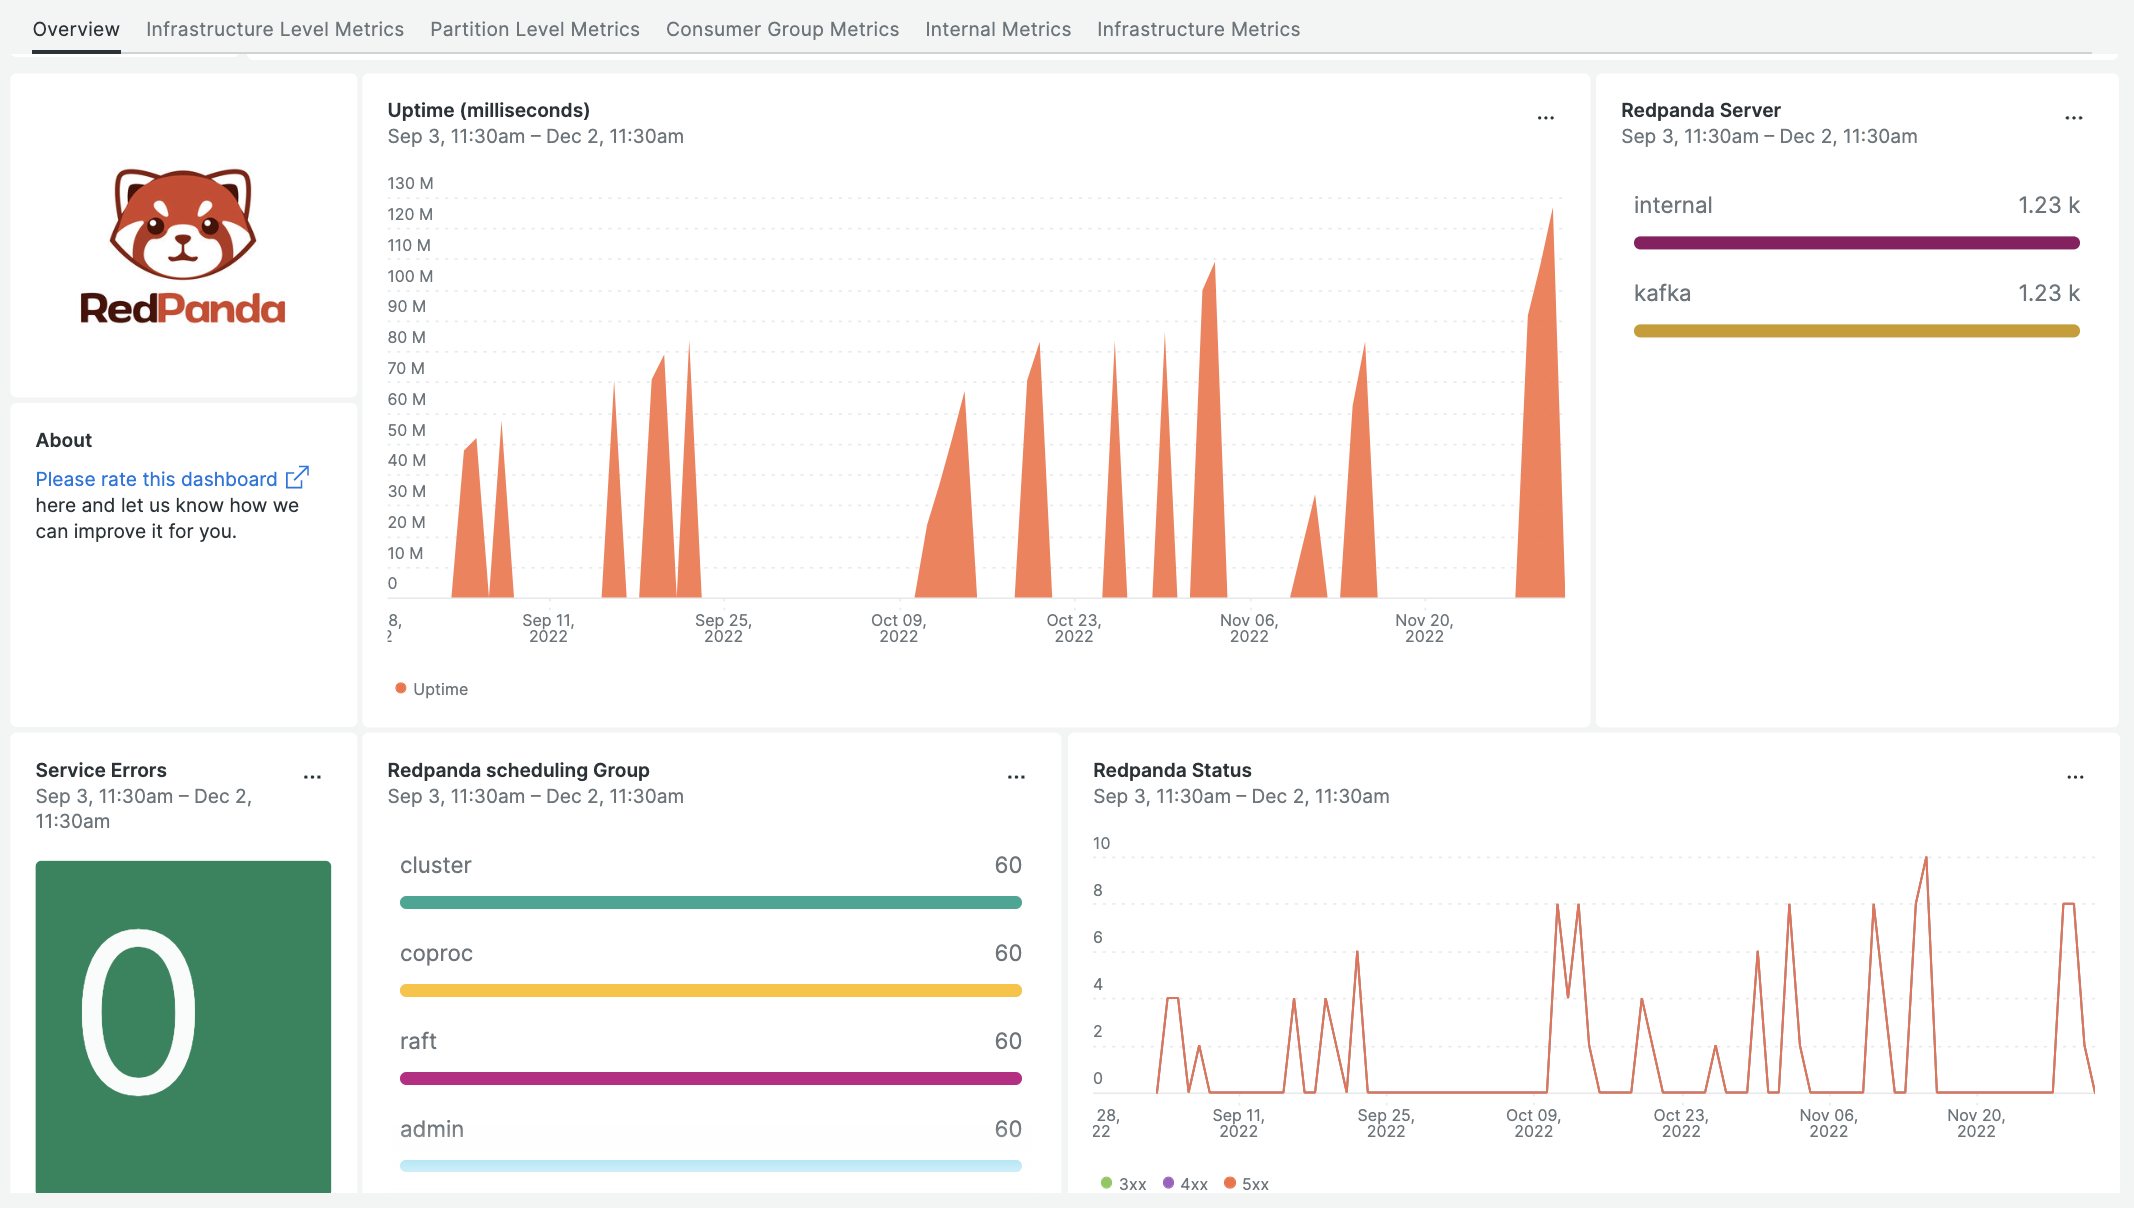 Overview Infrastructure Level Metrics Partition Level Metrics Consumer Group Metrics Internal Metrics Infrastructure Metrics
RedPanda
About
Please rate this dashboard
here and let us know how we
can improve it for you.
Uptime (milliseconds)
Sep 3, 11:30am – Dec 2, 11:30am
130 M
120 M
110 M
100 M
90 M
80 M
70 M
60 M
50 M
40 M
30 M
20 M
10 M
0
8, Sep 11, Sep 25, Oct 09, Oct 23, Nov 06, Nov 20,
2 2022 2022 2022 2022 2022 2022
Uptime
Redpanda Server
Sep 3, 11:30am – Dec 2, 11:30am
internal 1.23 k
kafka 1.23 k
Service Errors
Sep 3, 11:30am – Dec 2,
11:30am
0
Redpanda scheduling Group
Sep 3, 11:30am – Dec 2, 11:30am
cluster 60
coproc 60
raft 60
admin 60
Redpanda Status
Sep 3, 11:30am – Dec 2, 11:30am
10
8
6
4
2
0
28, Sep 11, Sep 25, Oct 09, Oct 23, Nov 06, Nov 20,
22 2022 2022 2022 2022 2022 2022
3xx 4xx 5xx